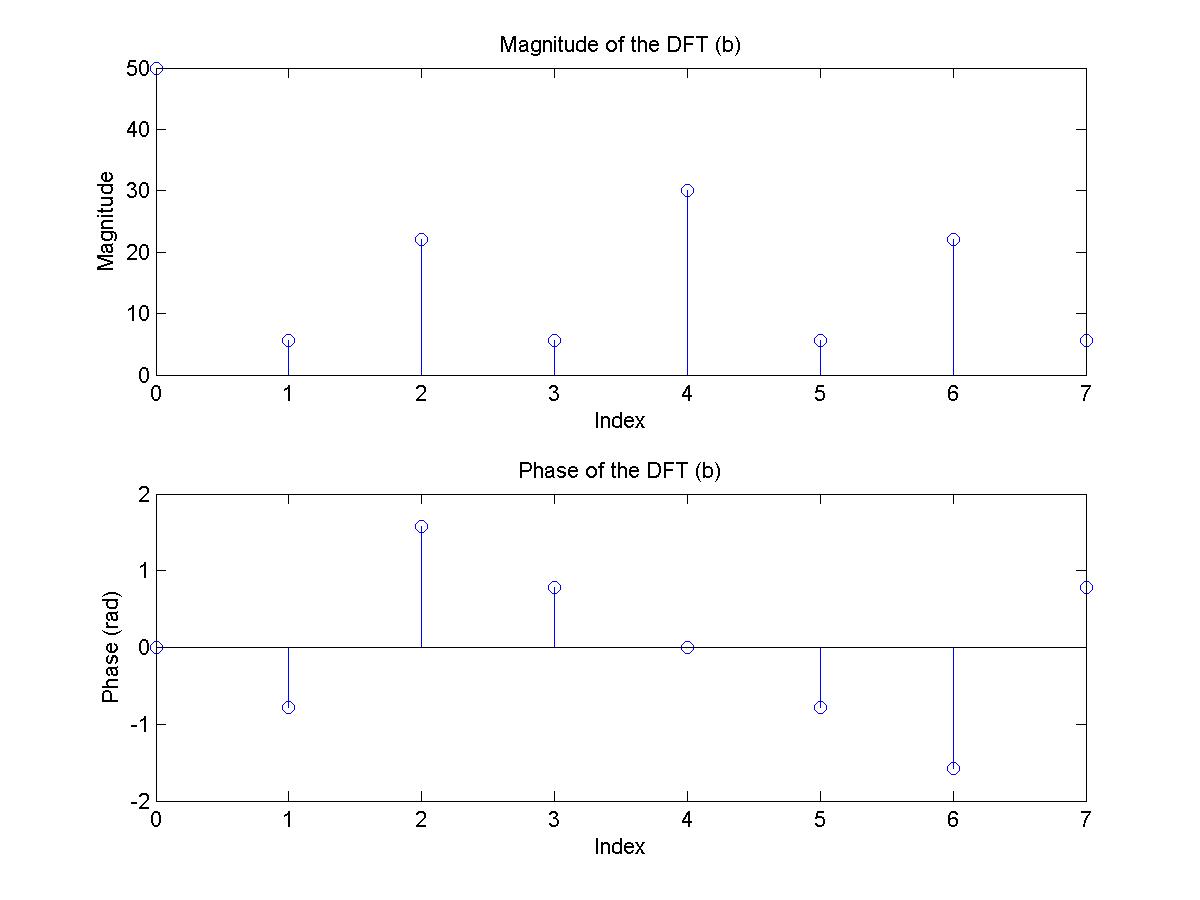 Magnitude of the DFT (b)
50
40
30
20
10
0
Magnitude
0 1 2 3 4 5 6 7
Index
Phase of the DFT (b)
2
1
0
-1
-2
Phase (rad)
0 1 2 3 4 5 6 7
Index